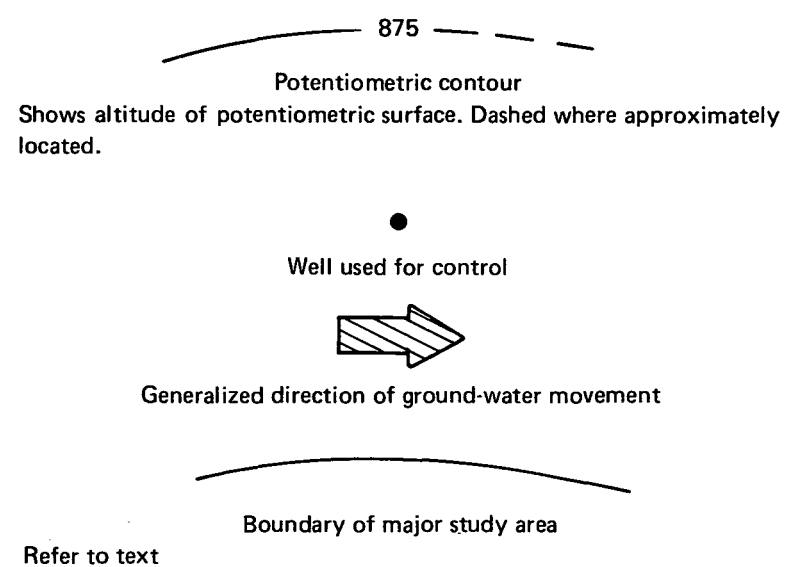 875
Potentiometric contour
Shows altitude of potentiometric surface. Dashed where approximately
located.
Well used for control
Generalized direction of ground-water movement
Boundary of major study area
Refer to text